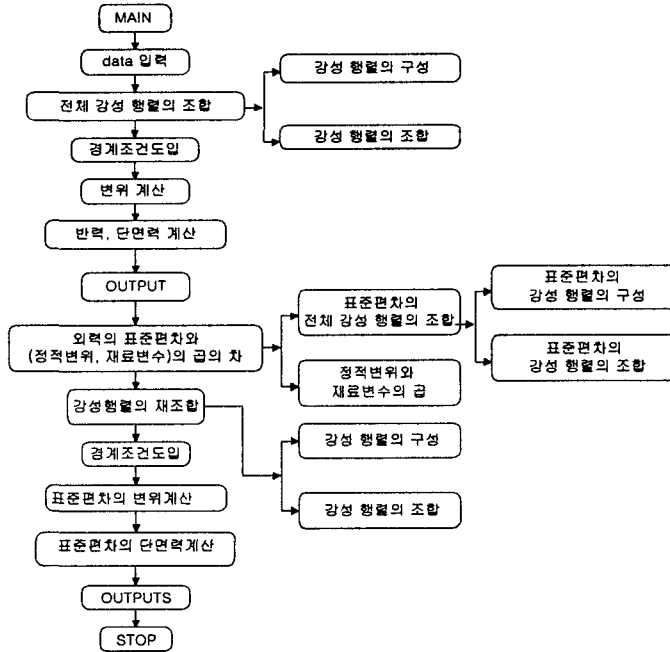 MAIN
data 입력
전체 강성 행렬의 조합
강성 행렬의 구성
강성 행렬의 조합
경계조건도입
변위 계산
반력, 단면력 계산
OUTPUT
외력의 표준편차와
(정적변위, 재료변수)의 곱의 차
표준편차의
전체 강성 행렬의 조합
표준편차의
강성 행렬의 구성
표준편차의
강성 행렬의 조합
정적변위와
재료변수의 곱
강성행렬의 재조합
강성 행렬의 구성
강성 행렬의 조합
경계조건도입
표준편차의 변위계산
표준편차의 단면력계산
OUTPUTS
STOP